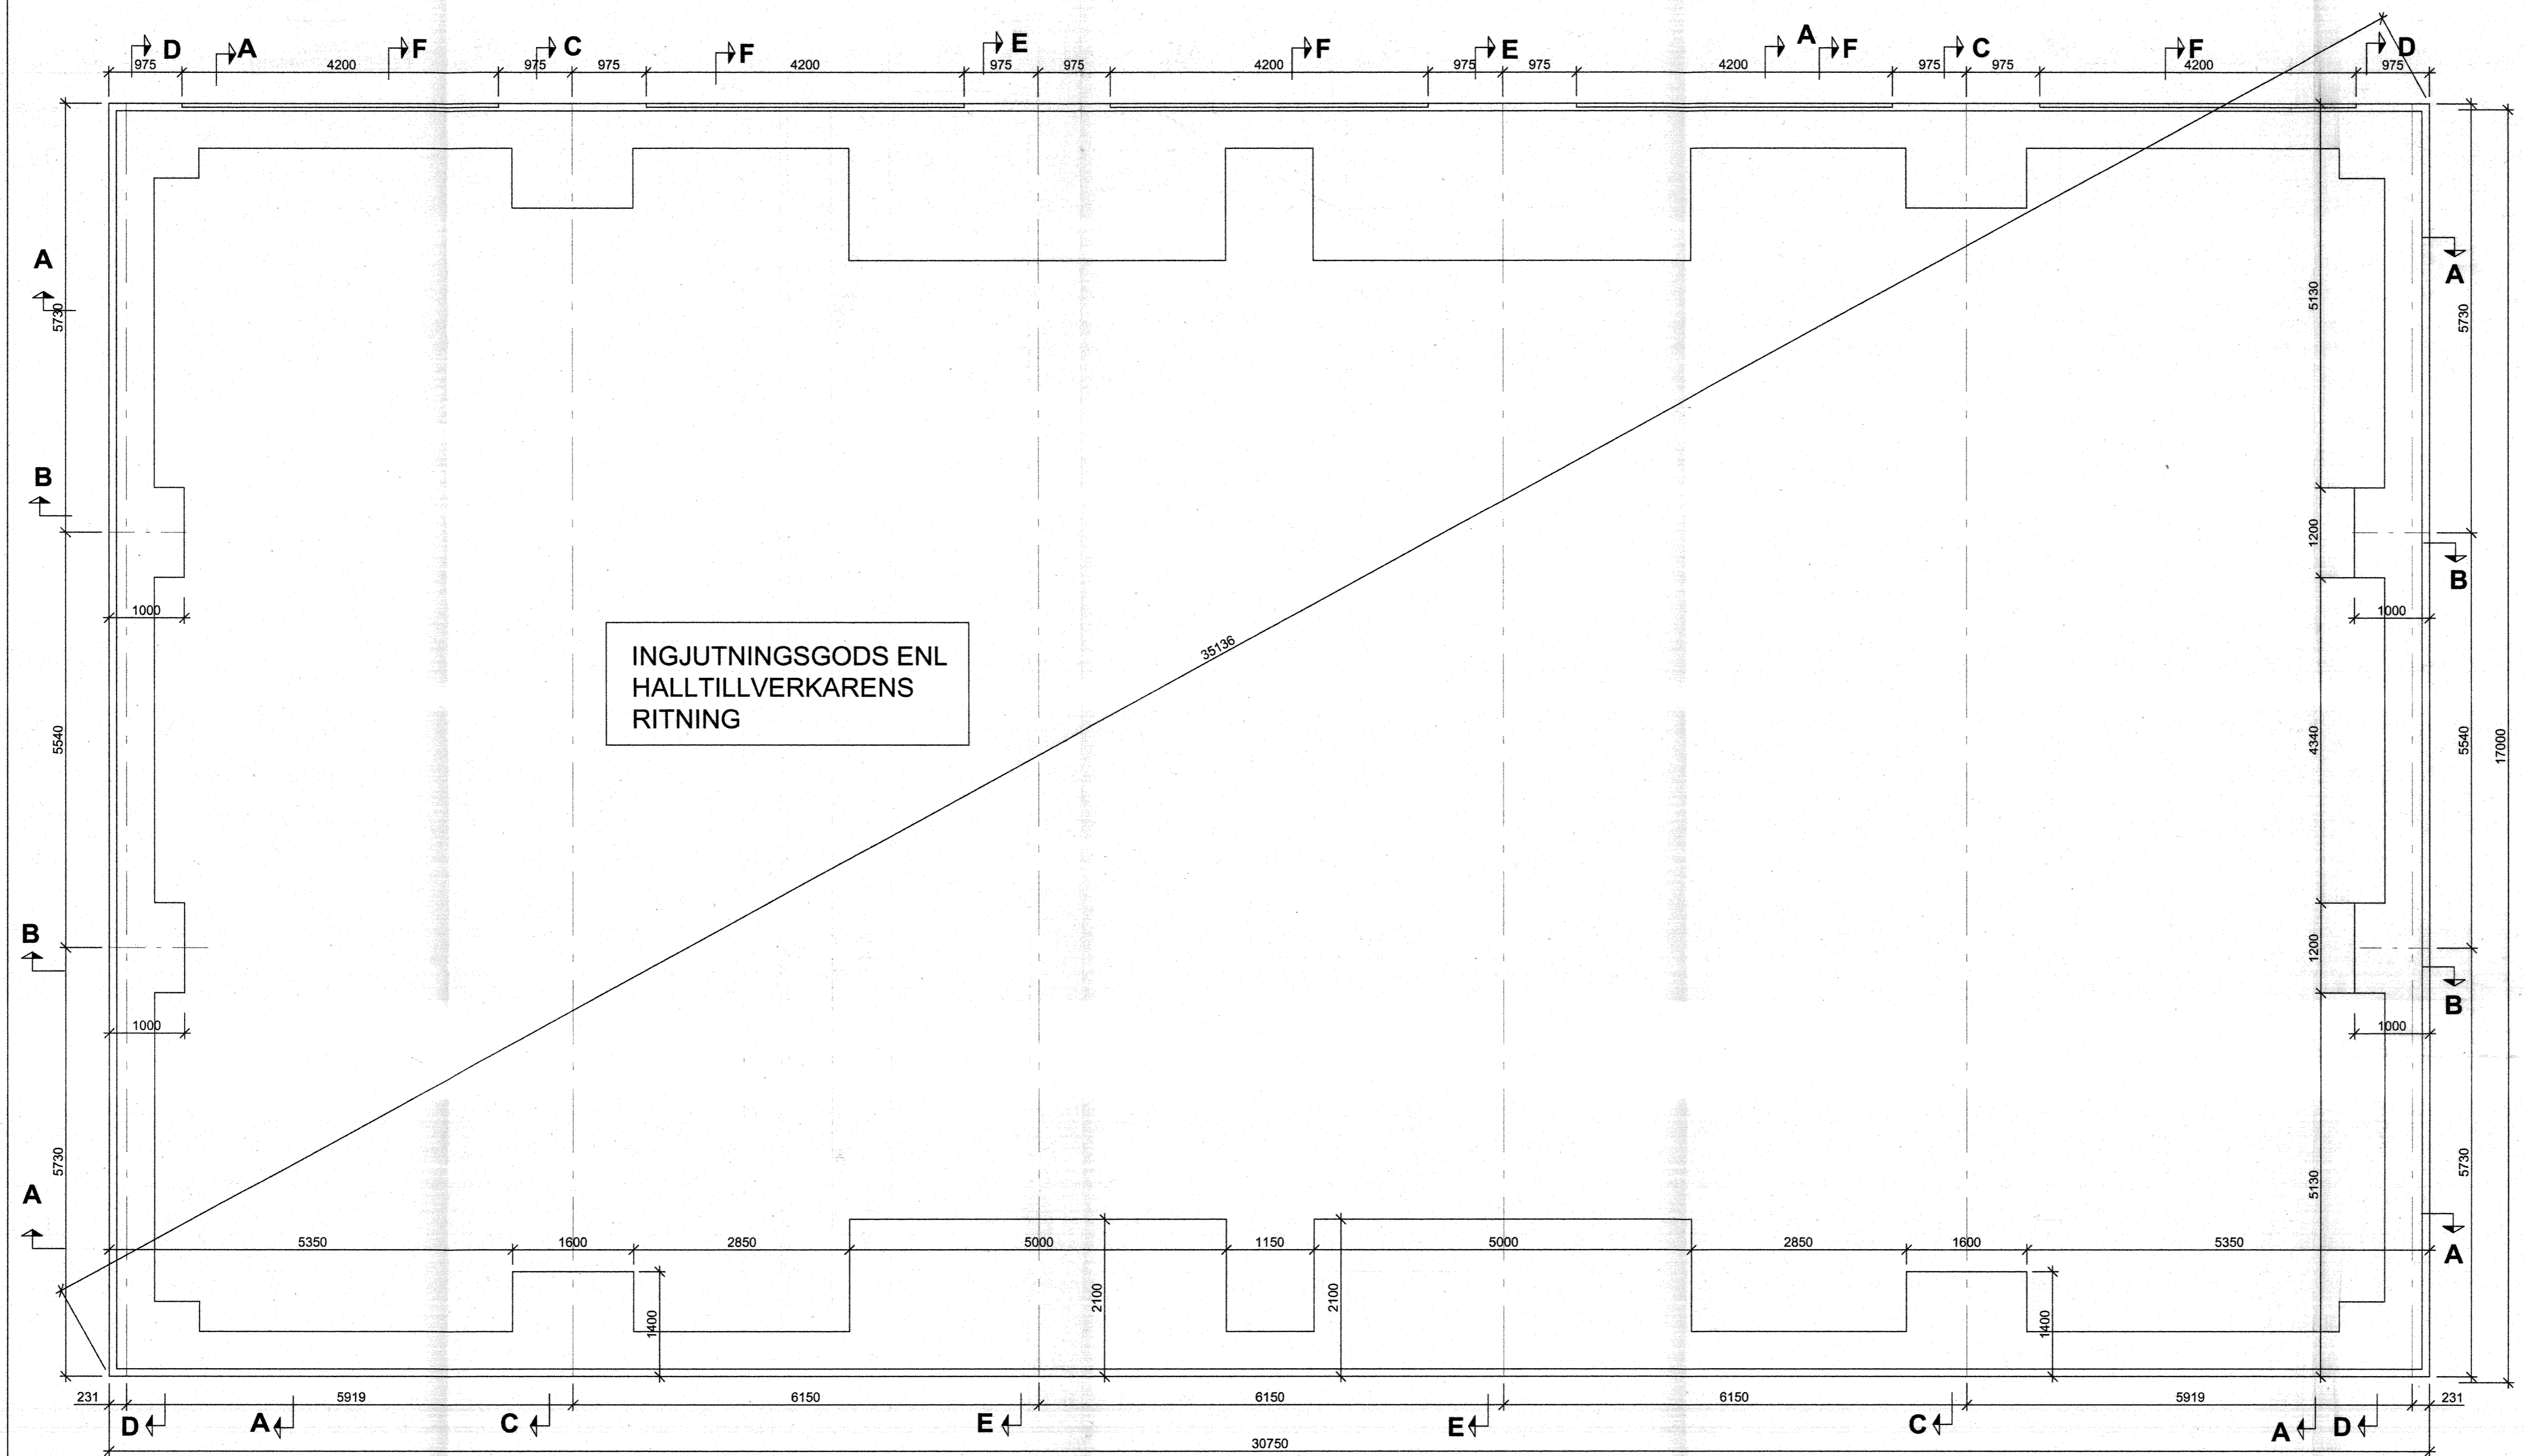 D A F C F E F E A F C F D
975 4200 975 975 4200 975 975 4200 975 975 4200 975 975 4200 975
A
5730
A
5130
5730
B
1200
B
1000
1000
INGJUTNINGSGODS ENL
HALLTILLVERKARENS
RITNING
35136
5540
4340
5540
17000
B
1200
B
1000
1000
5730
5130
5730
A
A
5350 1600 2850 5000 1150 5000 2850 1600 5350
1400
2100
2100
1400
231 5919 6150 6150 6150 5919 231
D A C E E C A D
30750